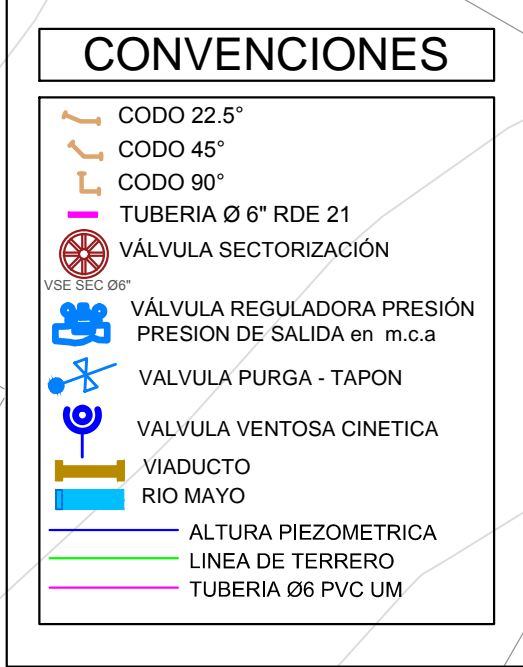 CONVENCIONES
CODO 22.5°
CODO 45°
CODO 90°
TUBERIA Ø 6" RDE 21
VÁLVULA SECTORIZACIÓN
VSE SEC Ø6"
VÁLVULA REGULADORA PRESIÓN
PRESION DE SALIDA en m.c.a
VALVULA PURGA - TAPON
VALVULA VENTOSA CINETICA
VIADUCTO
RIO MAYO
ALTURA PIEZOMETRICA
LINEA DE TERRERO
TUBERIA Ø6 PVC UM